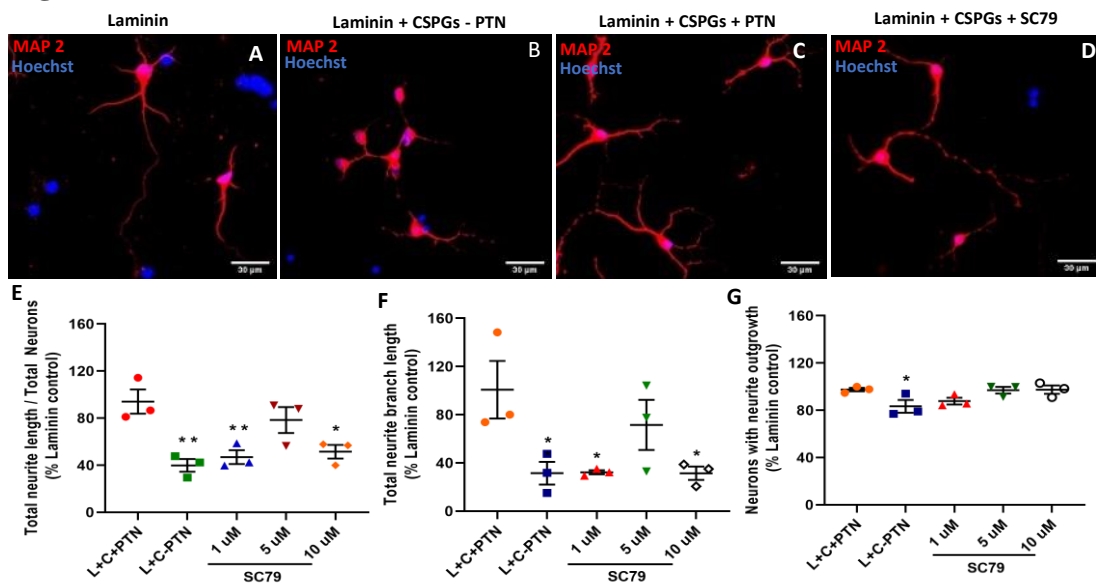 Laminin
Laminin + CSPGs - PTN
Laminin + CSPGs + PTN
Laminin + CSPGs + SC79
MAP 2
Hoechst
A
30 μm
MAP 2
Hoechst
B
30 μm
MAP 2
Hoechst
C
30 μm
MAP 2
Hoechst
D
30 μm
E
Total neurite length / Total Neurons
(% Laminin control)
160
120
80
40
0
* *
* *
*
L+C+PTN
L+C-PTN
1 uM
5 uM
10 uM
SC79
F
Total neurite branch length
(% Laminin control)
160
120
80
40
0
*
*
*
L+C+PTN
L+C-PTN
1 uM
5 uM
10 uM
SC79
G
Neurons with neurite outgrowth
(% Laminin control)
160
120
80
40
0
*
L+C+PTN
L+C-PTN
1 uM
5 uM
10 uM
SC79